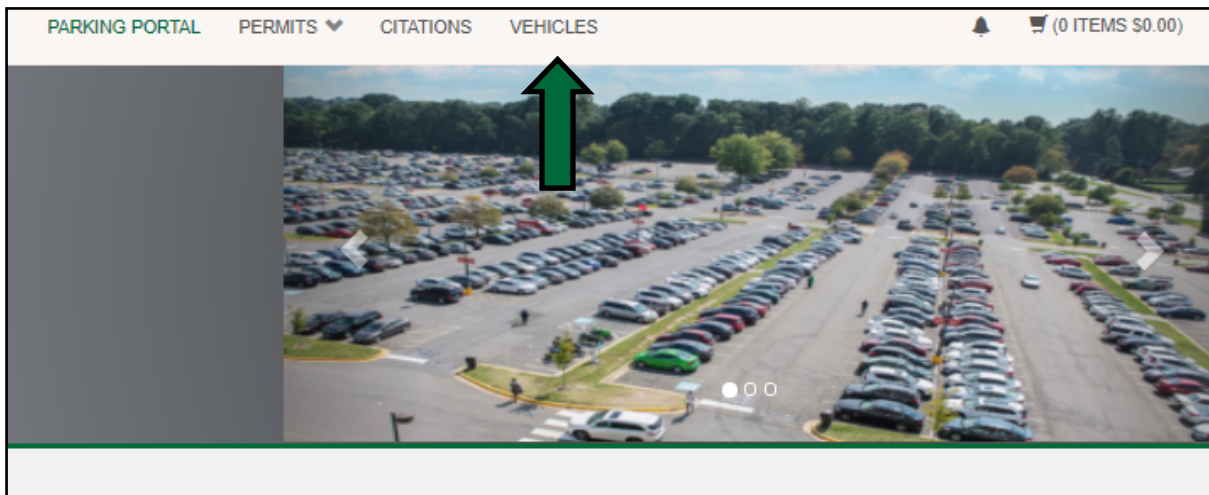 PARKING PORTAL PERMITS CITATIONS VEHICLES (0 ITEMS $0.00)